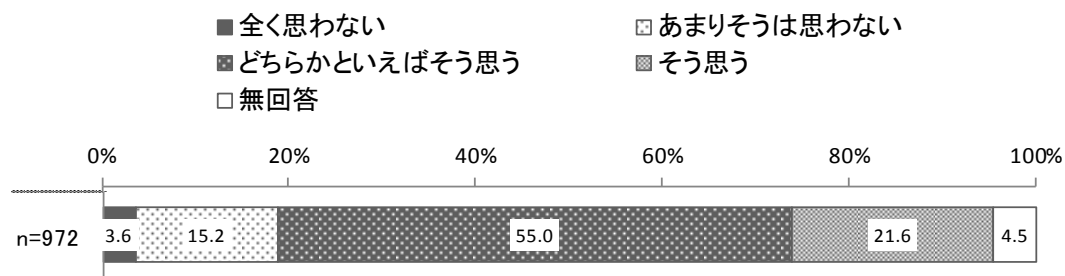 全く思わない あまりそうは思わない
どちらかといえばそう思う そう思う
無回答
0% 20% 40% 60% 80% 100%
n=972 3.6 15.2 55.0 21.6 4.5